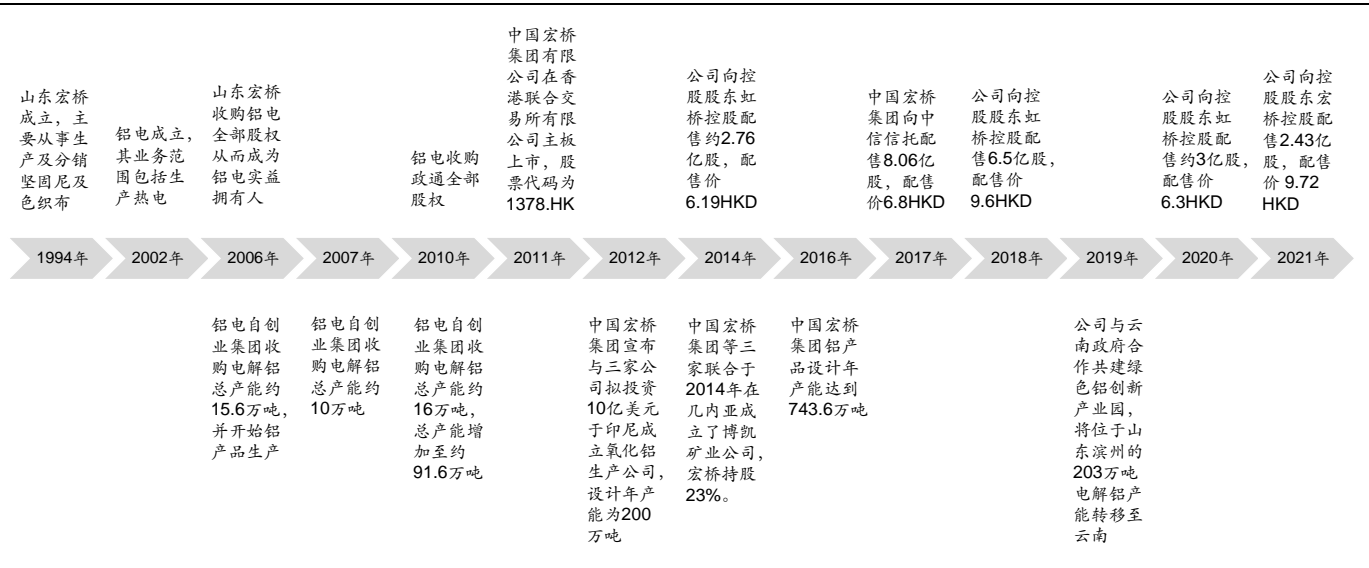 山东宏桥
成立，主
要从事生
产及分销
坚固尼及
色织布
铝电成立，
其业务范
围包括生
产热电
山东宏桥
收购铝电
全部股权
从而成为
铝电实益
拥有人
铝电收购
政通全部
股权
中国宏桥
集团有限
公司在香
港联合交
易所有限
公司主板
上市，股
票代码为
1378.HK
公司向控
股股东虹
桥控股配
售约2.76
亿股，配
售价
6.19HKD
中国宏桥
集团向中
信信托配
售8.06亿
股，配售
价6.8HKD
公司向控
股股东虹
桥控股配
售6.5亿股，
配售价
9.6HKD
公司向控
股股东虹
桥控股配
售约3亿股，
配售价
6.3HKD
公司向控
股股东宏
桥控股配
售2.43亿
股，配售
价 9.72
HKD
1994年
2002年
2006年
2007年
2010年
2011年
2012年
2014年
2016年
2017年
2018年
2019年
2020年
2021年
铝电自创
业集团收
购电解铝
总产能约
15.6万吨，
并开始铝
产品生产
铝电自创
业集团收
购电解铝
总产能约
10万吨
铝电自创
业集团收
购电解铝
总产能约
16万吨，
总产能增
加至约
91.6万吨
中国宏桥
集团宣布
与三家公
司拟投资
10亿美元
于印尼成
立氧化铝
生产公司，
设计年产
能为200
万吨
中国宏桥
集团等三
家联合于
2014年在
几内亚成
立了博凯
矿业公司，
宏桥持股
23%。
中国宏桥
集团铝产
品设计年
产能达到
743.6万吨
公司与云
南政府合
作共建绿
色铝创新
产业园，
将位于山
东滨州的
203万吨
电解铝产
能转移至
云南